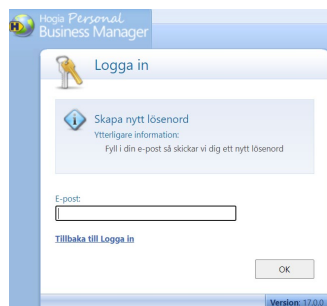 Hogia Personal
Business Manager
Logga in
Skapa nytt lösenord
Ytterligare information:
Fyll i din e-post så skickar vi dig ett nytt lösenord
E-post:
Tillbaka till Logga in
OK
Version: 17.0.0